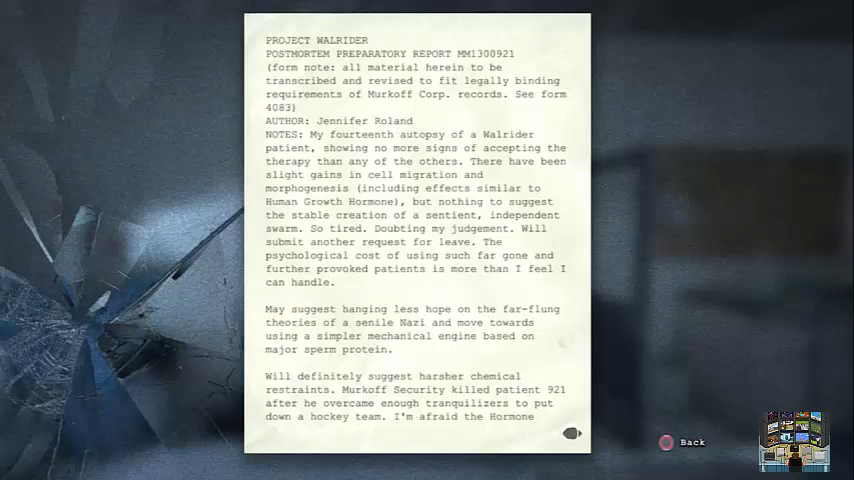 PROJECT WALRIDER
POSTMORTEM PREPARATORY REPORT MM1300921
(form note: all material herein to be
transcribed and revised to fit legally binding
requirements of Murkoff Corp. records. See form
4083)
AUTHOR: Jennifer Roland
NOTES: My fourteenth autopsy of a Walrider
patient, showing no more signs of accepting the
therapy than any of the others. There have been
slight gains in cell migration and
morphogenesis (including effects similar to
Human Growth Hormone), but nothing to suggest
the stable creation of a sentient, independent
swarm. So tired. Doubting my judgement. Will
submit another request for leave. The
psychological cost of using such far gone and
further provoked patients is more than I feel I
can handle.
May suggest hanging less hope on the far-flung
theories of a senile Nazi and move towards
using a simpler mechanical engine based on
major sperm protein.
Will definitely suggest harsher chemical
restraints. Murkoff Security killed patient 921
after he overcame enough tranquilizers to put
down a hockey team. I'm afraid the Hormone
Back